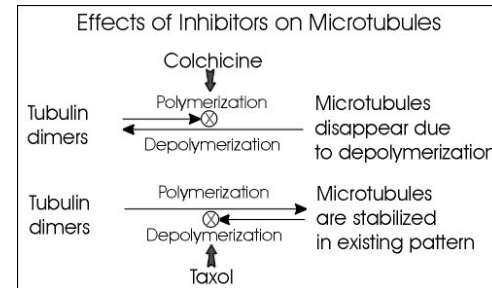 Effects of Inhibitors on Microtubules
Colchicine
Polymerization
Tubulin
dimers
Depolymerization
Microtubules
disappear due
to depolymerization
Tubulin
dimers
Polymerization
Depolymerization
Microtubules
are stabilized
in existing pattern
Taxol